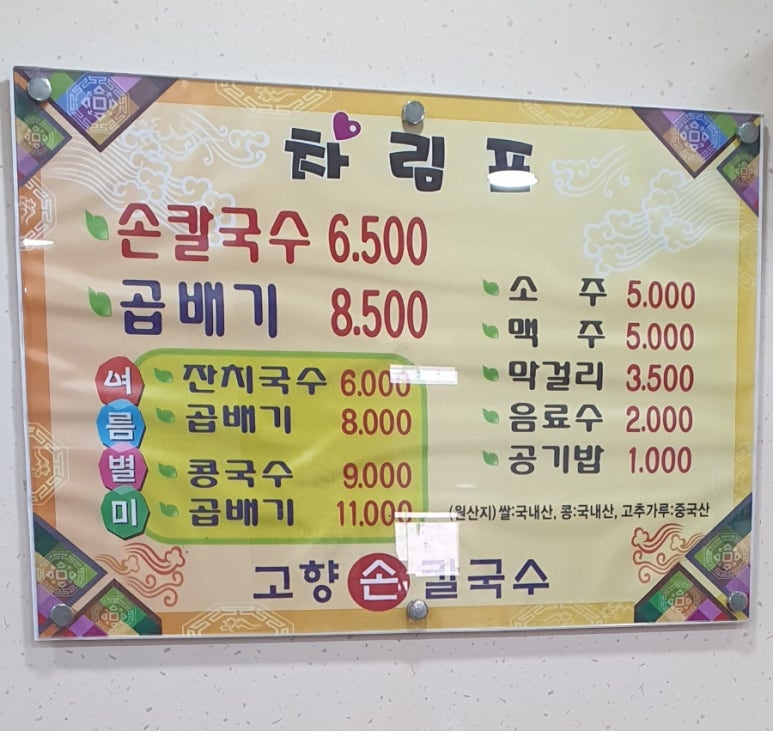 차림표
손칼국수 6.500
곱배기 8.500
여름별미
잔치국수 6.000
곱배기 8.000
콩국수 9.000
곱배기 11.000
소주 5.000
맥주 5.000
막걸리 3.500
음료수 2.000
공기밥 1.000
(원산지) 쌀:국내산, 콩:국내산, 고추가루:중국산
고향손칼국수